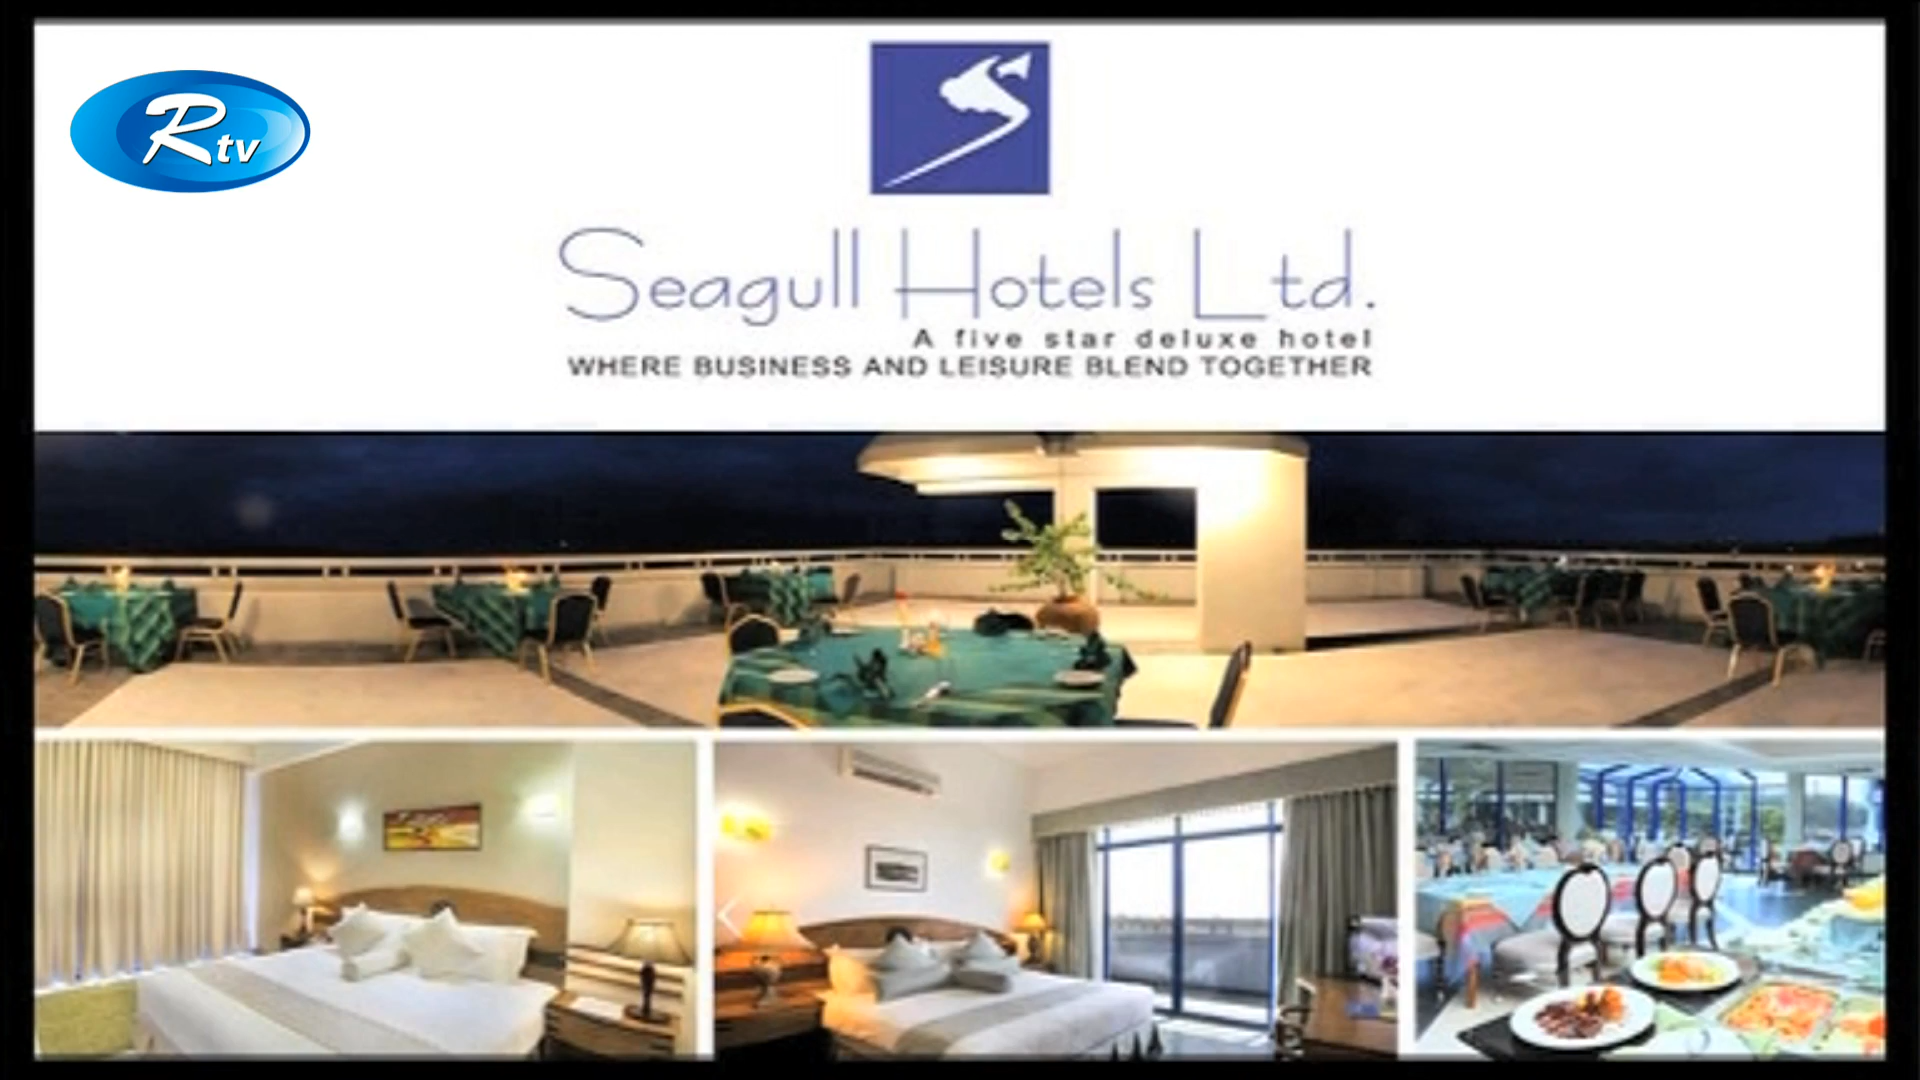 Rtv
Seagull Hotels Ltd.
A five star deluxe hotel
WHERE BUSINESS AND LEISURE BLEND TOGETHER